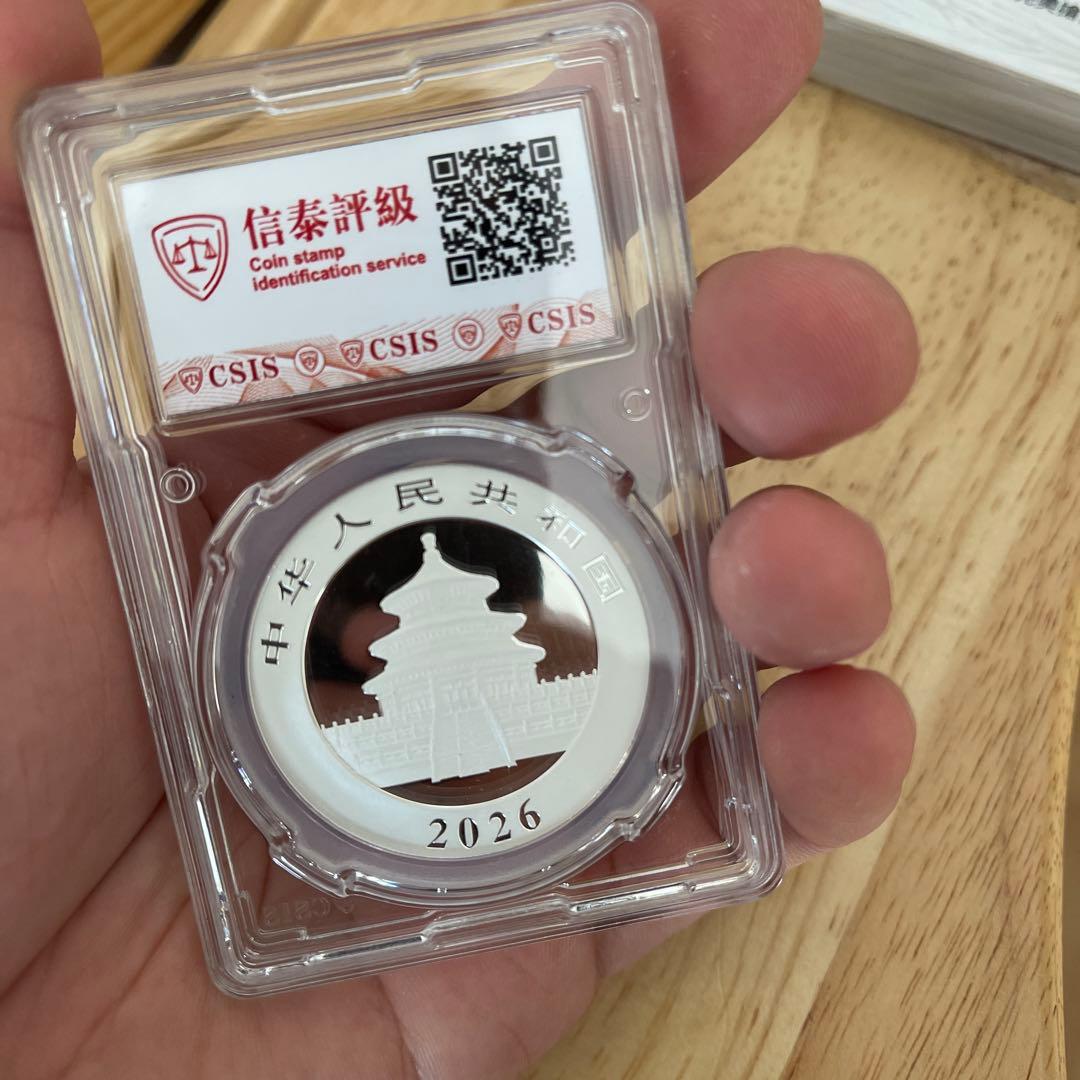 信泰評級
Coin stamp
identification service
CSIS CSIS CSIS
中华人民共和国
2026